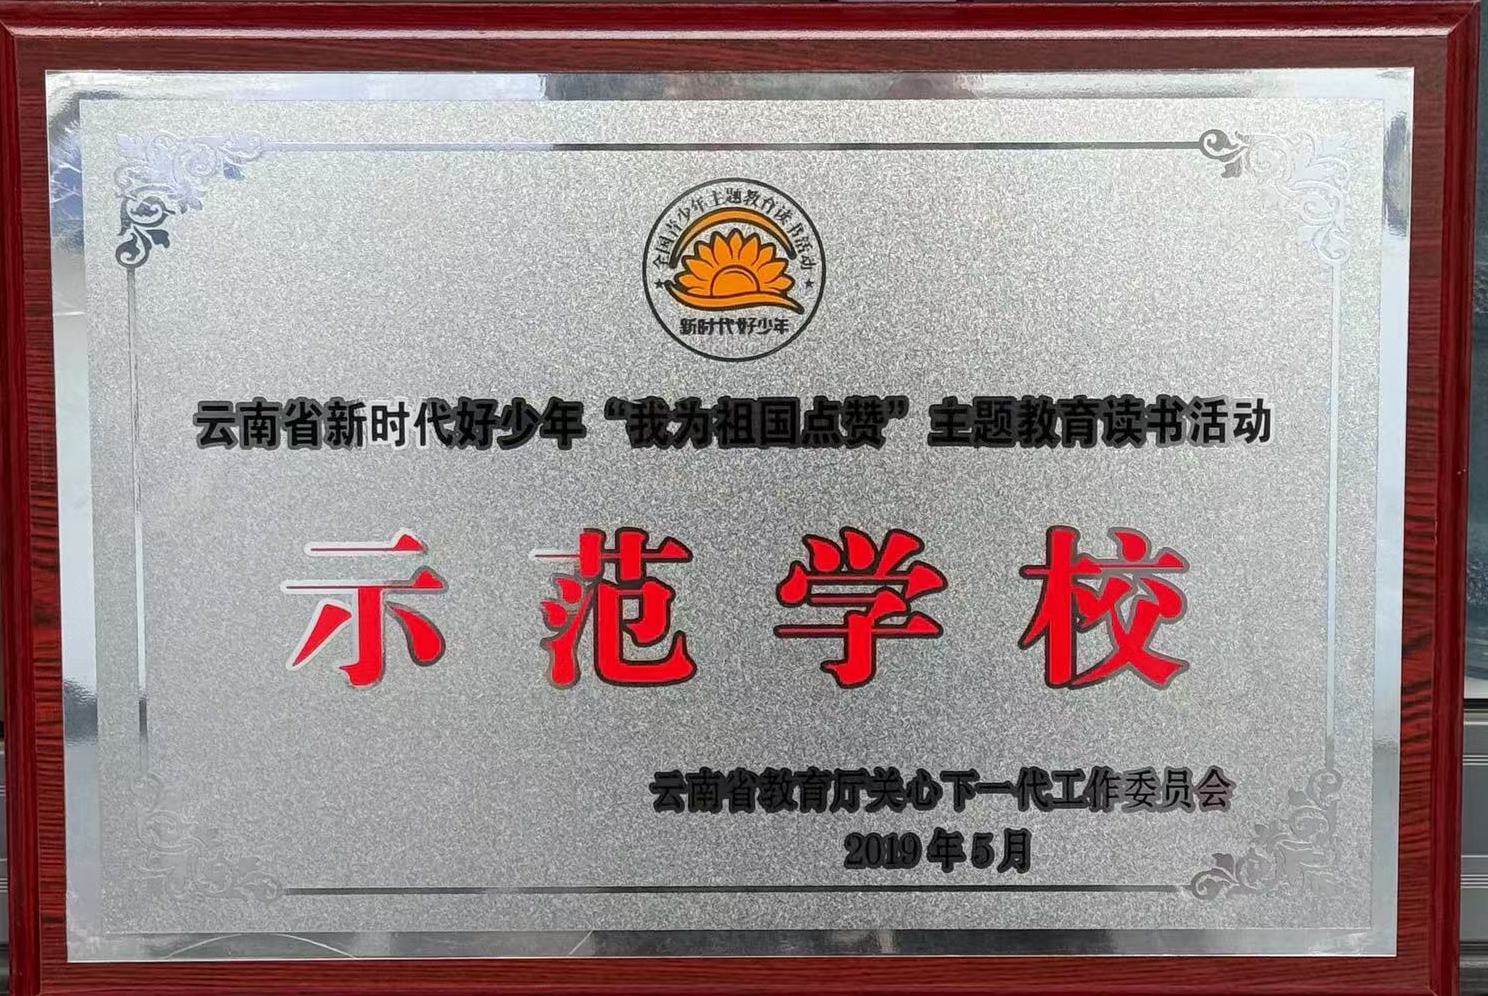 全国青少年主题教育读书活动
新时代好少年
云南省新时代好少年“我为祖国点赞”主题教育读书活动
示范学校
云南省教育厅关心下一代工作委员会
2019年5月